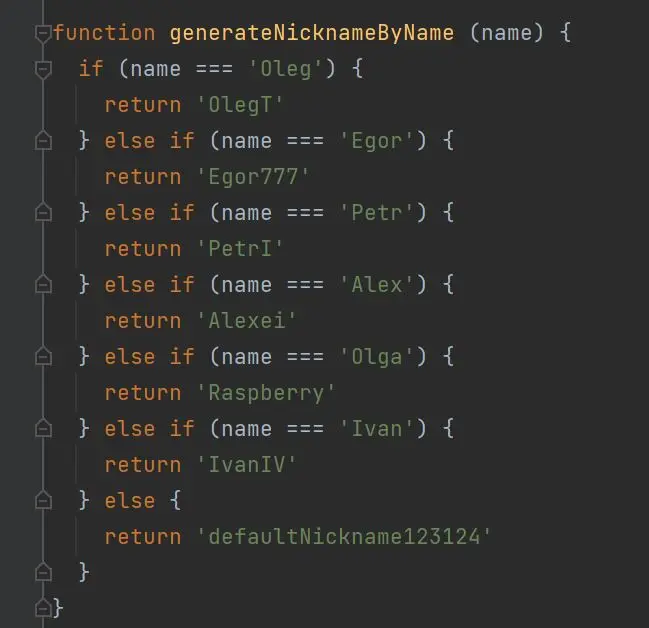 function generateNicknameByName (name) {
if (name === 'Oleg') {
return 'OlegT'
} else if (name === 'Egor') {
return 'Egor777'
} else if (name === 'Petr') {
return 'PetrI'
} else if (name === 'Alex') {
return 'Alexei'
} else if (name === 'Olga') {
return 'Raspberry'
} else if (name === 'Ivan') {
return 'IvanIV'
} else {
return 'defaultNickname123124'
}
}